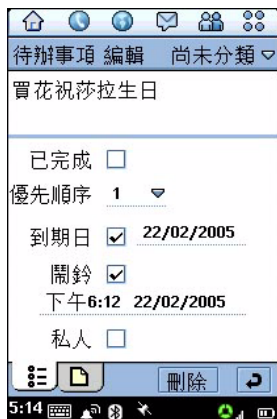 待辦事項 編輯 尚未分類
買花祝莎拉生日
已完成
優先順序 1
到期日 22/02/2005
鬧鈴
下午6:12 22/02/2005
私人
刪除
5:14